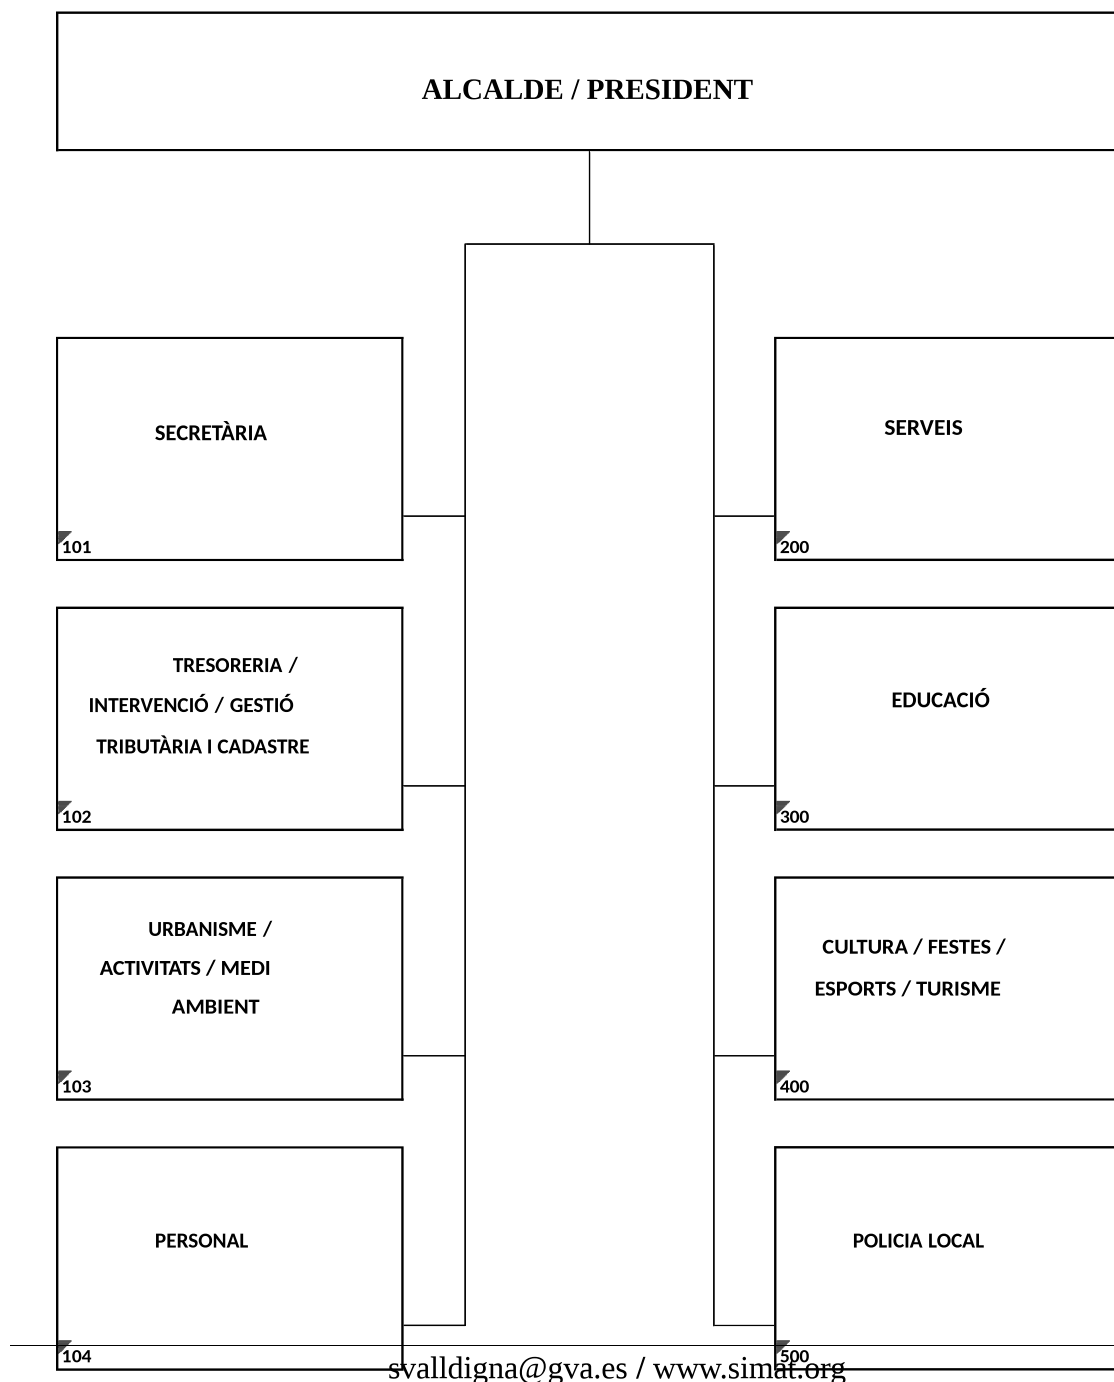 ALCALDE / PRESIDENT
SECRETÀRIA
101
SERVEIS
200
TRESORERIA /
INTERVENCIÓ / GESTIÓ
TRIBUTÀRIA I CADASTRE
102
EDUCACIÓ
300
URBANISME /
ACTIVITATS / MEDI
AMBIENT
103
CULTURA / FESTES /
ESPORTS / TURISME
400
PERSONAL
104
POLICIA LOCAL
500
svalldigna@gva.es / www.simat.org